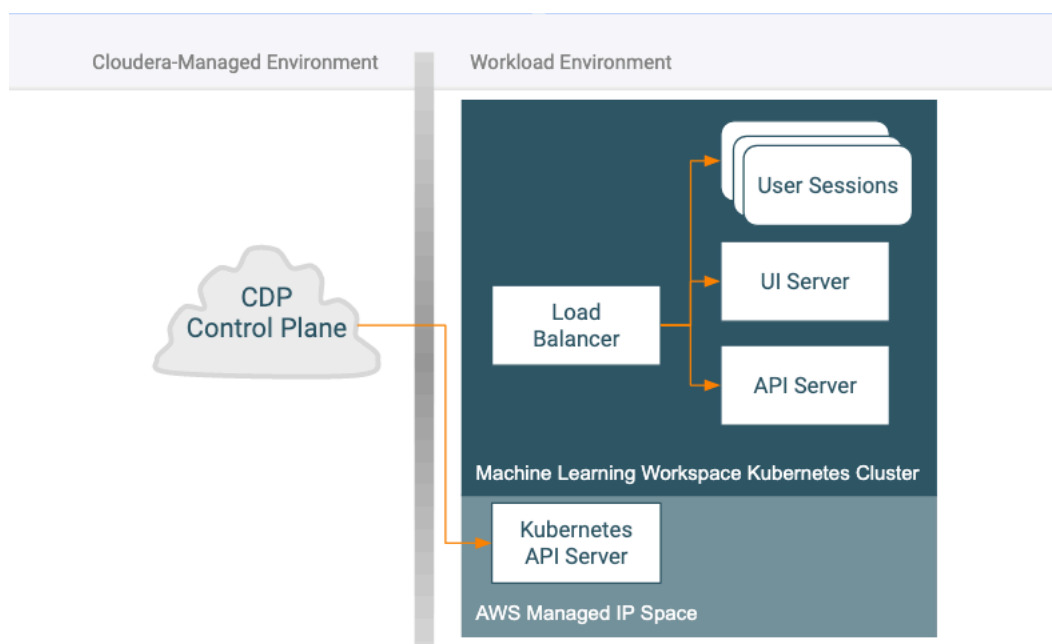 Cloudera-Managed Environment
Workload Environment
CDP
Control Plane
User Sessions
UI Server
Load
Balancer
API Server
Machine Learning Workspace Kubernetes Cluster
Kubernetes
API Server
AWS Managed IP Space